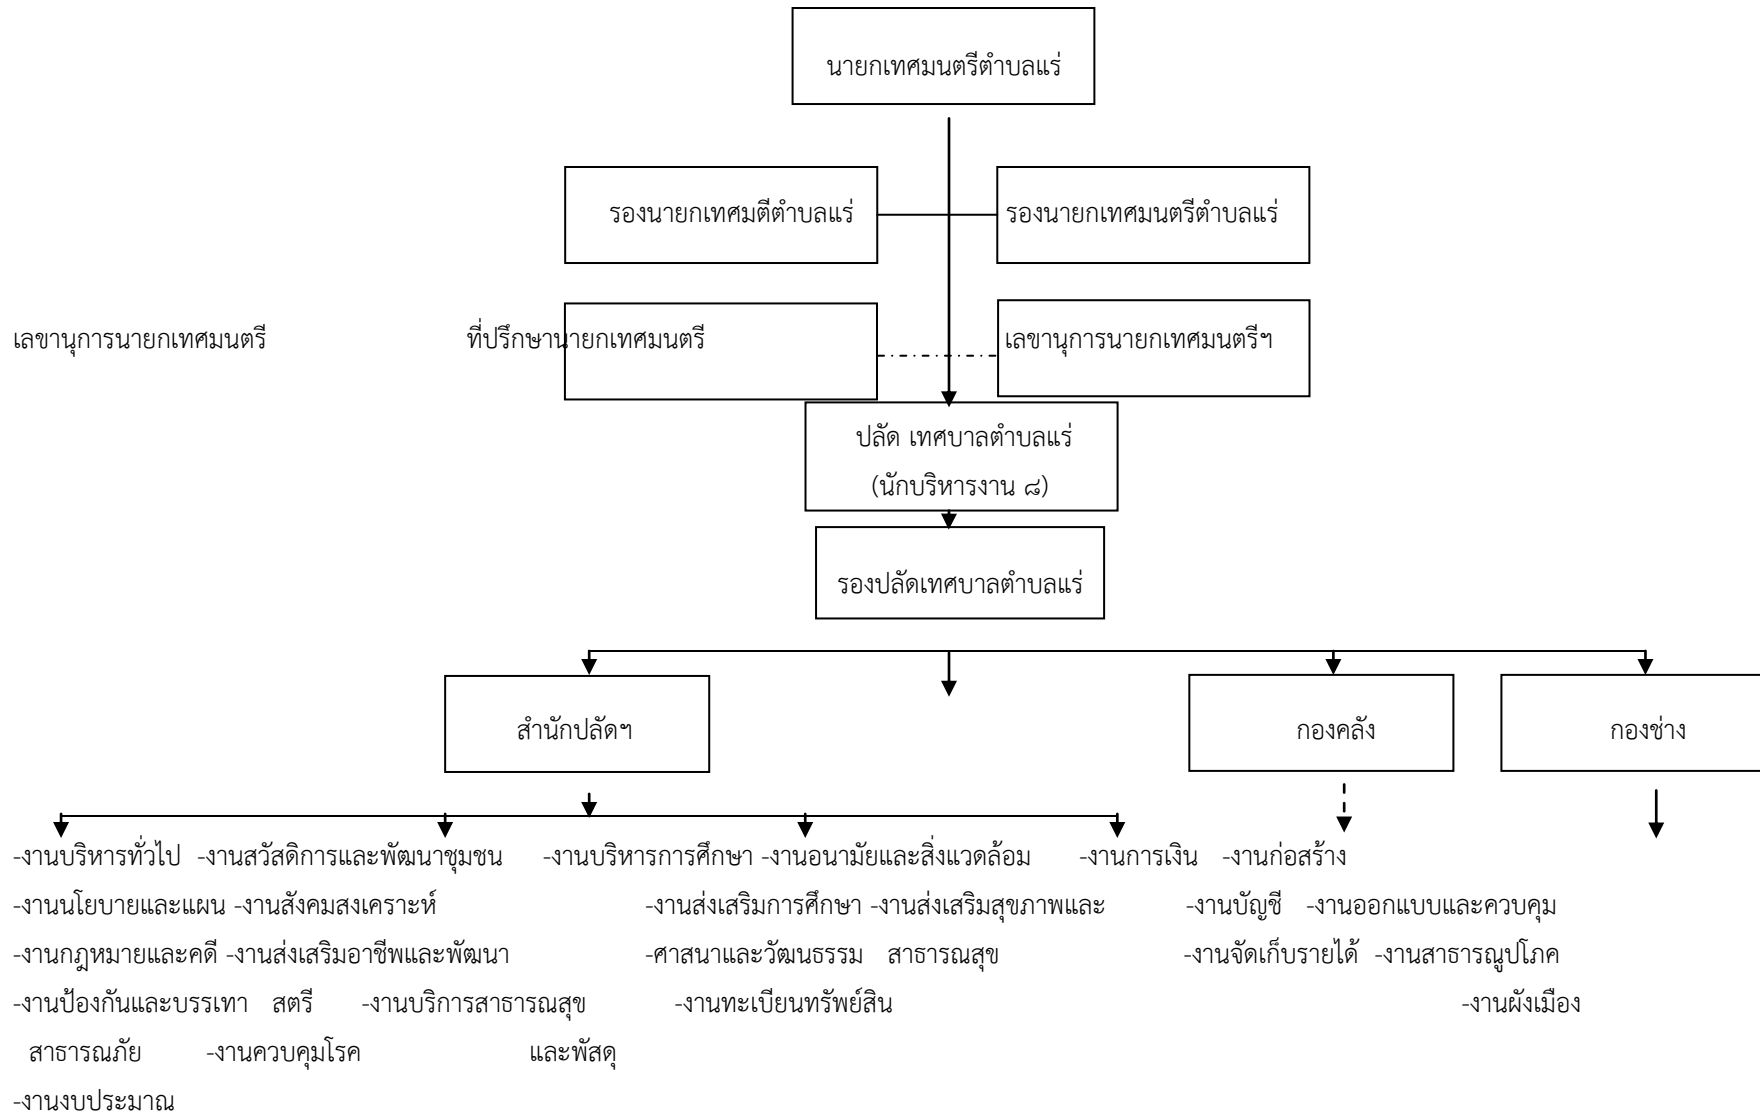 นายกเทศมนตรีตำบลแร่
รองนายกเทศมตีตำบลแร่ รองนายกเทศมนตรีตำบลแร่
เลขานุการนายกเทศมนตรี ที่ปรึกษานายกเทศมนตรี เลขานุการนายกเทศมนตรีฯ
ปลัด เทศบาลตำบลแร่
(นักบริหารงาน ๘)
รองปลัดเทศบาลตำบลแร่
สำนักปลัดฯ กองคลัง กองช่าง
-งานบริหารทั่วไป -งานสวัสดิการและพัฒนาชุมชน -งานบริหารการศึกษา -งานอนามัยและสิ่งแวดล้อม -งานการเงิน -งานก่อสร้าง
-งานนโยบายและแผน -งานสังคมสงเคราะห์ -งานส่งเสริมการศึกษา -งานส่งเสริมสุขภาพและ -งานบัญชี -งานออกแบบและควบคุม
-งานกฎหมายและคดี -งานส่งเสริมอาชีพและพัฒนา -ศาสนาและวัฒนธรรม สาธารณสุข -งานจัดเก็บรายได้ -งานสาธารณูปโภค
-งานป้องกันและบรรเทา สตรี -งานบริการสาธารณสุข -งานทะเบียนทรัพย์สิน -งานผังเมือง
สาธารณภัย -งานควบคุมโรค และพัสดุ
-งานงบประมาณ